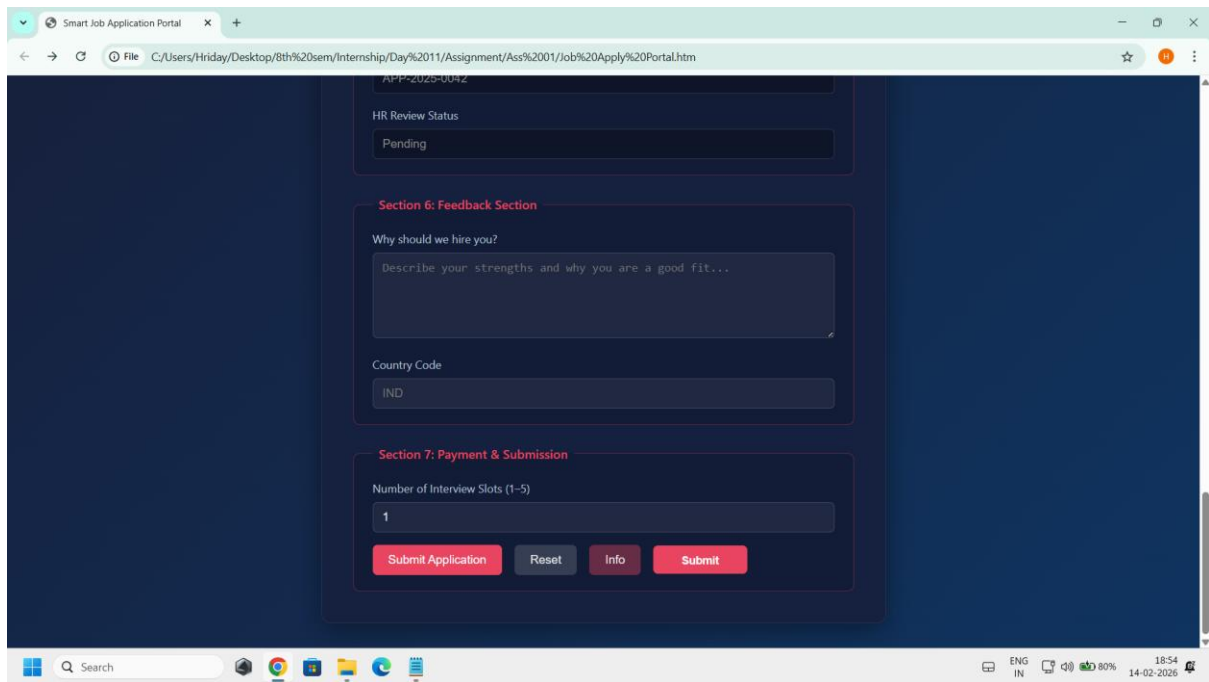 Smart Job Application Portal
File C:/Users/Hriday/Desktop/8th%20sem/Internship/Day%2011/Assignment/Ass%2001/Job%20Apply%20Portal.htm
H
APP-2025-0042
HR Review Status
Pending
Section 6: Feedback Section
Why should we hire you?
Describe your strengths and why you are a good fit...
Country Code
IND
Section 7: Payment & Submission
Number of Interview Slots (1–5)
1
Submit Application Reset Info Submit
Search
ENG
IN
80%
18:54
14-02-2026